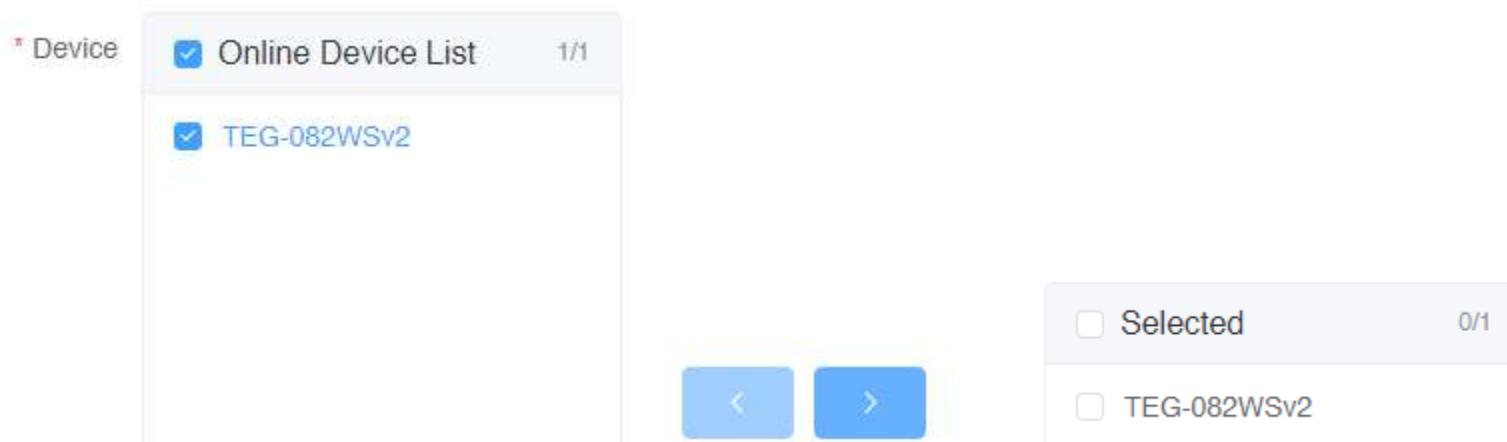 * Device
Online Device List 1/1
TEG-082WSv2
Selected 0/1
TEG-082WSv2